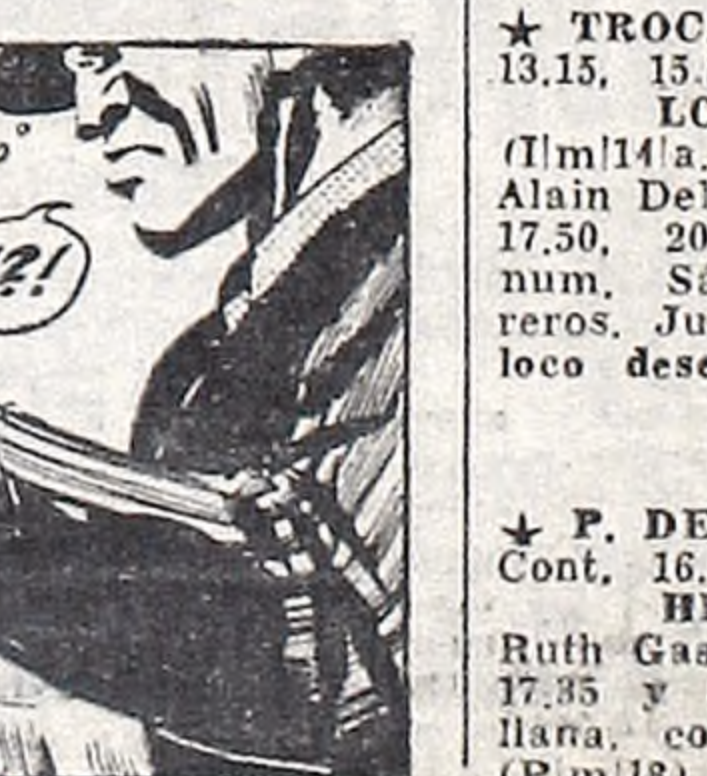 ?!
★ TROC
13.15, 15.
LO
(I|m|14|a.
Alain Del
17.50, 20
num. Sá
reros. Ju
loco dese
★ P. DE
Cont. 16.
Ruth Gas
17.35 y
llana, co
(P|m|18)